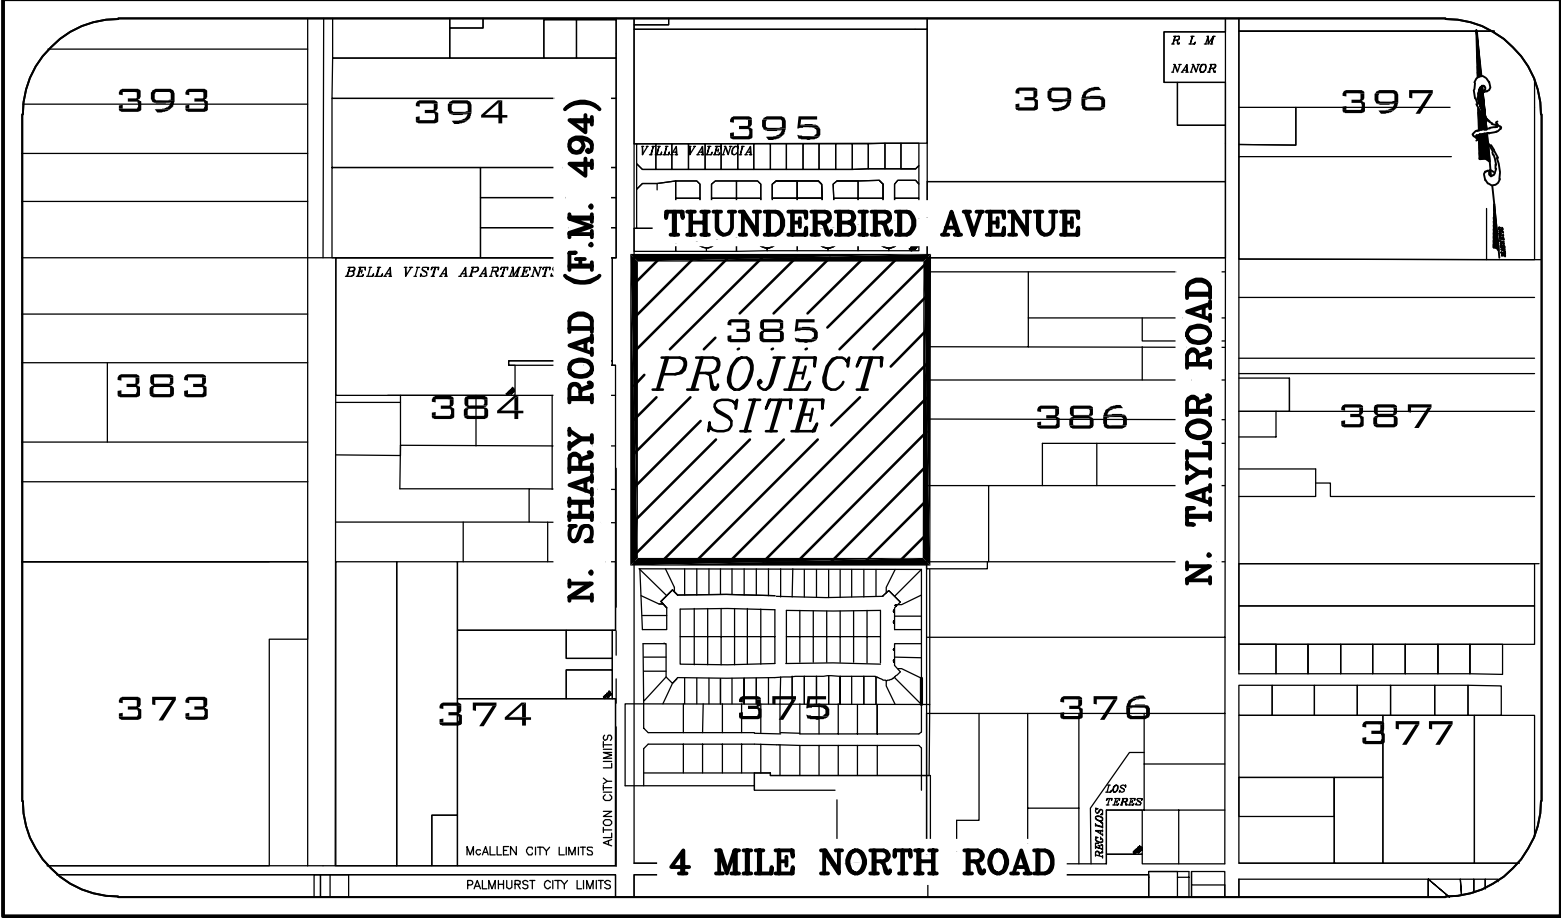 R L M
NANOR
393
394
395
396
397
VILLA VALENCIA
THUNDERBIRD AVENUE
BELLA VISTA APARTMENTS
N. SHARY ROAD (F.M. 494)
N. TAYLOR ROAD
383
384
385
PROJECT
SITE
386
387
373
374
375
376
377
LOS
TERES
REGALOS
ALTON CITY LIMITS
McALLEN CITY LIMITS
PALMHURST CITY LIMITS
4 MILE NORTH ROAD